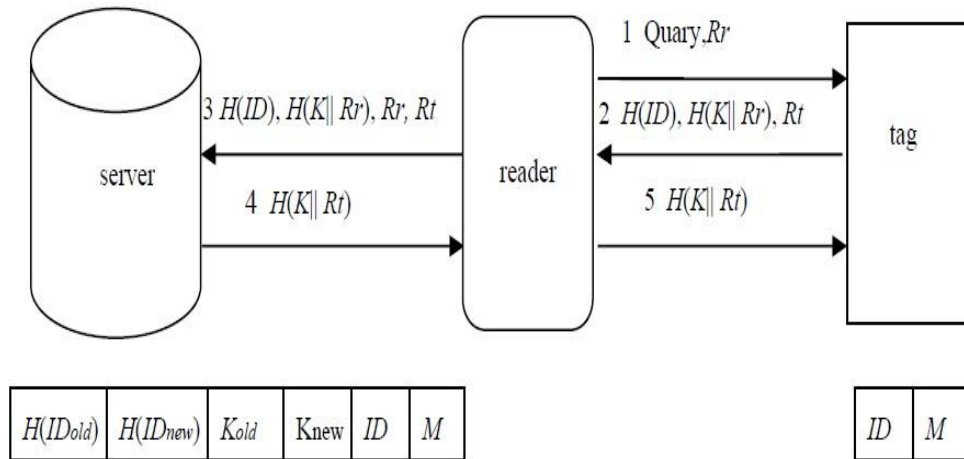 1 Quary,Rr
3 H(ID), H(K|| Rr), Rr, Rt
2 H(ID), H(K|| Rr), Rt
server
reader
tag
4 H(K|| Rt)
5 H(K|| Rt)
H(IDold) H(IDnew) Kold Knew ID M
ID M